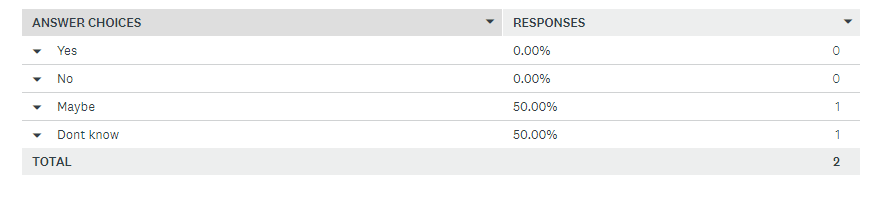 ANSWER CHOICES RESPONSES
Yes 0.00% 0
No 0.00% 0
Maybe 50.00% 1
Dont know 50.00% 1
TOTAL 2